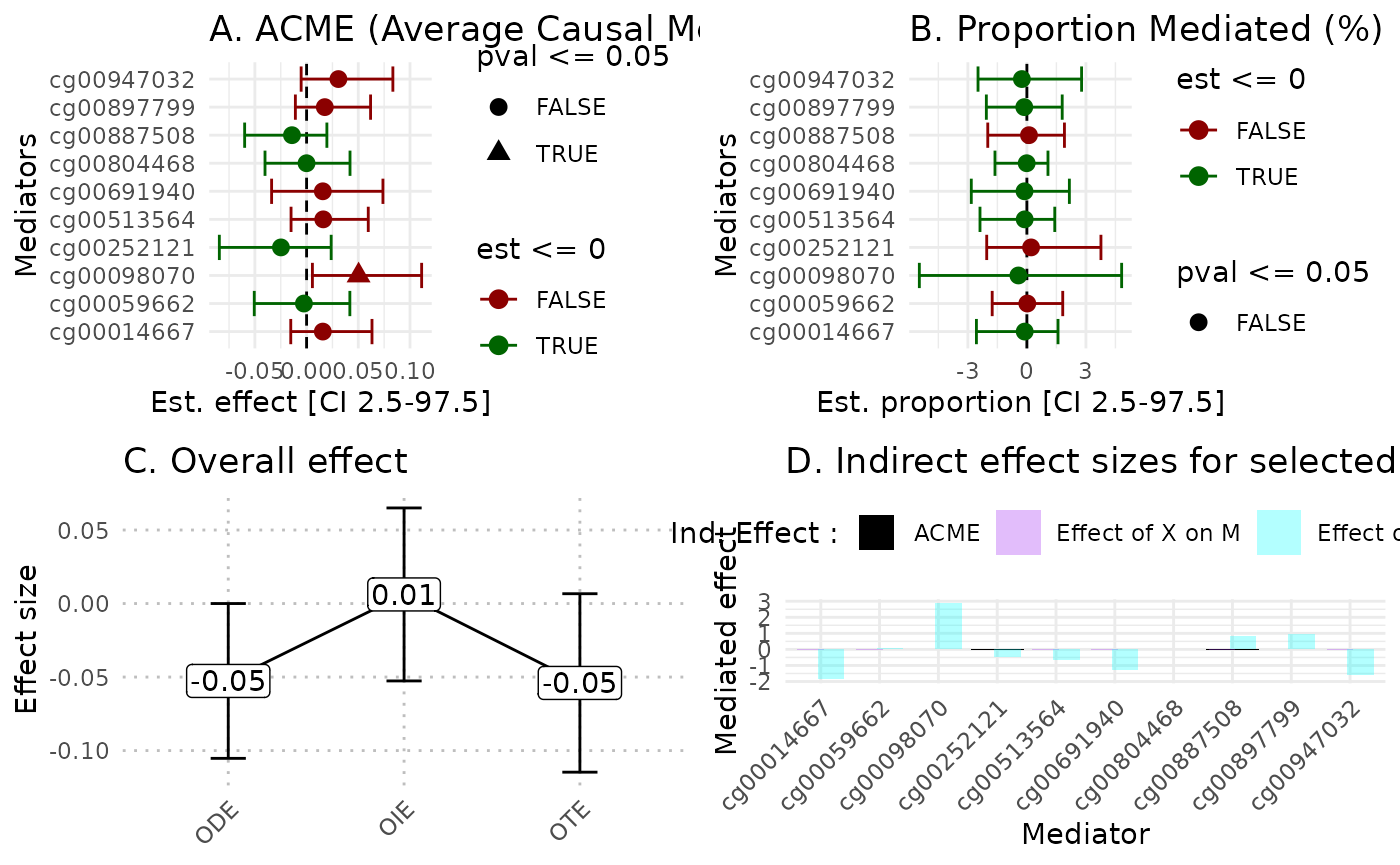 A. ACME (Average Causal Me
pval <= 0.05
FALSE
TRUE
est <= 0
FALSE
TRUE
Mediators
cg00947032
cg00897799
cg00887508
cg00804468
cg00691940
cg00513564
cg00252121
cg00098070
cg00059662
cg00014667
-0.05 0.00 0.05 0.10
Est. effect [CI 2.5-97.5]
B. Proportion Mediated (%)
Mediators
cg00947032
cg00897799
cg00887508
cg00804468
cg00691940
cg00513564
cg00252121
cg00098070
cg00059662
cg00014667
-3 0 3
Est. proportion [CI 2.5-97.5]
est <= 0
FALSE
TRUE
pval <= 0.05
FALSE
C. Overall effect
Effect size
0.05
0.00
-0.05
-0.10
-0.05
0.01
-0.05
ODE
OIE
OTE
D. Indirect effect sizes for selected
Ind. Effect : ACME Effect of X on M Effect o
Mediated effect
3
2
1
0
-1
-2
cg00014667
cg00059662
cg00098070
cg00252121
cg00513564
cg00691940
cg00804468
cg00887508
cg00897799
cg00947032
Mediator